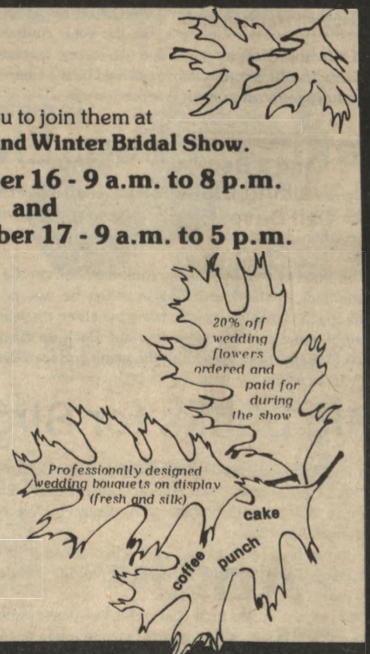 u to join them at
nd Winter Bridal Show.
er 16 - 9 a.m. to 8 p.m.
and
ber 17 - 9 a.m. to 5 p.m.
20% off
wedding
flowers
ordered and
paid for
during
the show
Professionally designed
wedding bouquets on display
(fresh and silk)
cake
coffee
punch